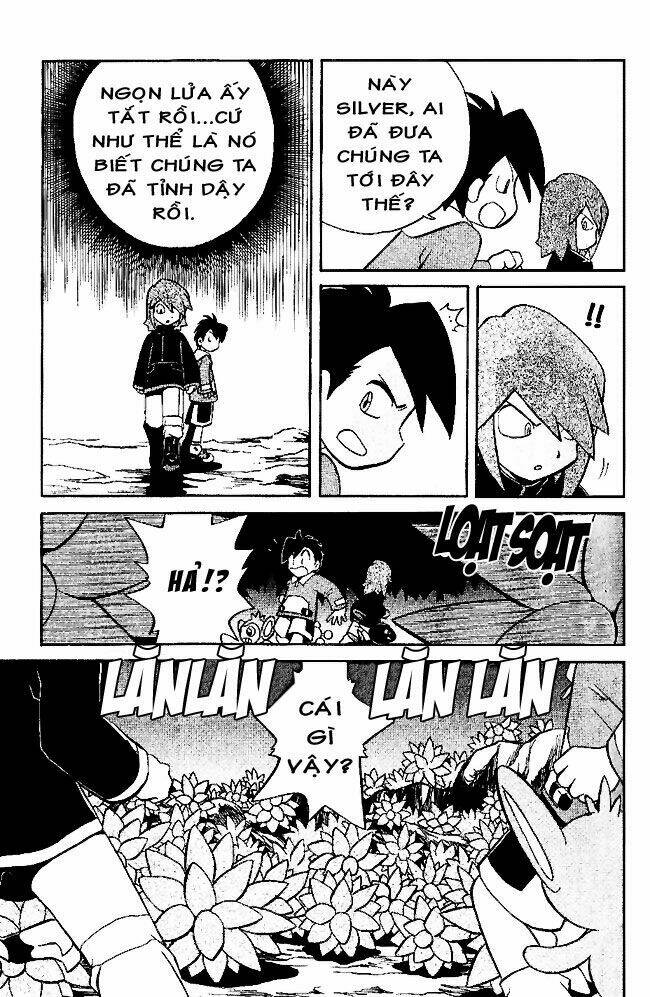 NÀY
SILVER, AI
ĐÃ ĐƯA
CHÚNG TA
TỚI ĐÂY
THẾ?
NGỌN LỬA ẤY
TẮT RỒI...CỨ
NHƯ THỂ LÀ NÓ
BIẾT CHÚNG TA
ĐÃ TỈNH DẬY
RỒI.
!!
LOẠT SOẠT
HẢ!?
LĂN LĂN
LĂN LĂN
CÁI
GÌ
VẬY?